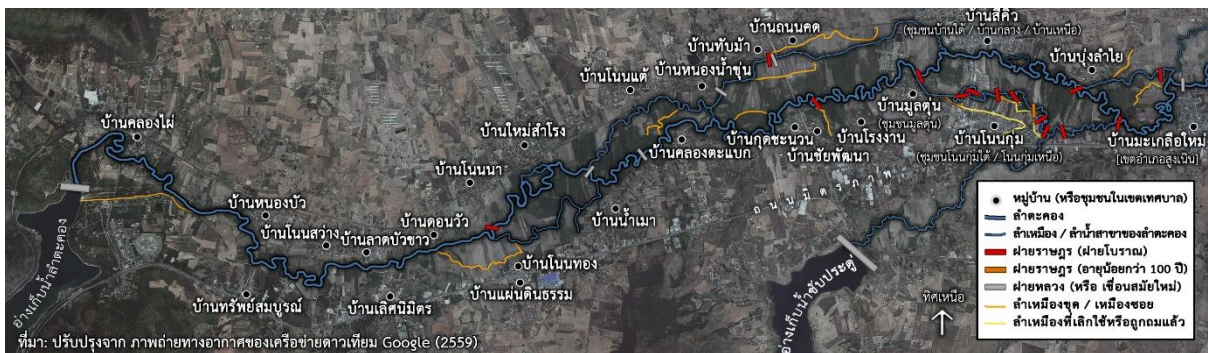 บ้านสีคิ้ว
(ชุมชนบ้านใต้ / บ้านกลาง / บ้านเหนือ)
บ้านถนนคด
บ้านทับม้า
บ้านหนองน้ำขุ่น
บ้านโนนแต้
บ้านบุ่งลำไย
บ้านมูลตุ่น
(ชุมชนมูลตุ่น)
บ้านคลองไผ่
บ้านใหม่สำโรง
บ้านคลองตะแบก
บ้านกุดชะนวน
บ้านโรงงาน
บ้านชัยพัฒนา
บ้านโนนกุ่ม
(ชุมชนโนนกุ่มใต้ / โนนกุ่มเหนือ)
บ้านมะเกลือใหม่
[เขตอำเภอสูงเนิน]
บ้านโนนนา
บ้านหนองบัว
บ้านโนนสว่าง
บ้านลาดบัวขาว
บ้านดอนวัว
บ้านน้ำเมา
ถนนมิตรภาพ
บ้านโนนทอง
บ้านแผ่นดินธรรม
บ้านทรัพย์สมบูรณ์
บ้านเลิศนิมิตร
อ่างเก็บน้ำลำตะคอง
อ่างเก็บน้ำซับประดู่
ทิศเหนือ
หมู่บ้าน (หรือชุมชนในเขตเทศบาล)
ลำตะคอง
ลำเหมือง / ลำน้ำสาขาของลำตะคอง
ฝายราษฎร (ฝายโบราณ)
ฝายราษฎร (อายุน้อยกว่า 100 ปี)
ฝายหลวง (หรือ เขื่อนสมัยใหม่)
ลำเหมืองขุด / เหมืองซอย
ลำเหมืองที่เลิกใช้หรือถูกถมแล้ว
ที่มา: ปรับปรุงจาก ภาพถ่ายทางอากาศของเครือข่ายดาวเทียม Google (2559)